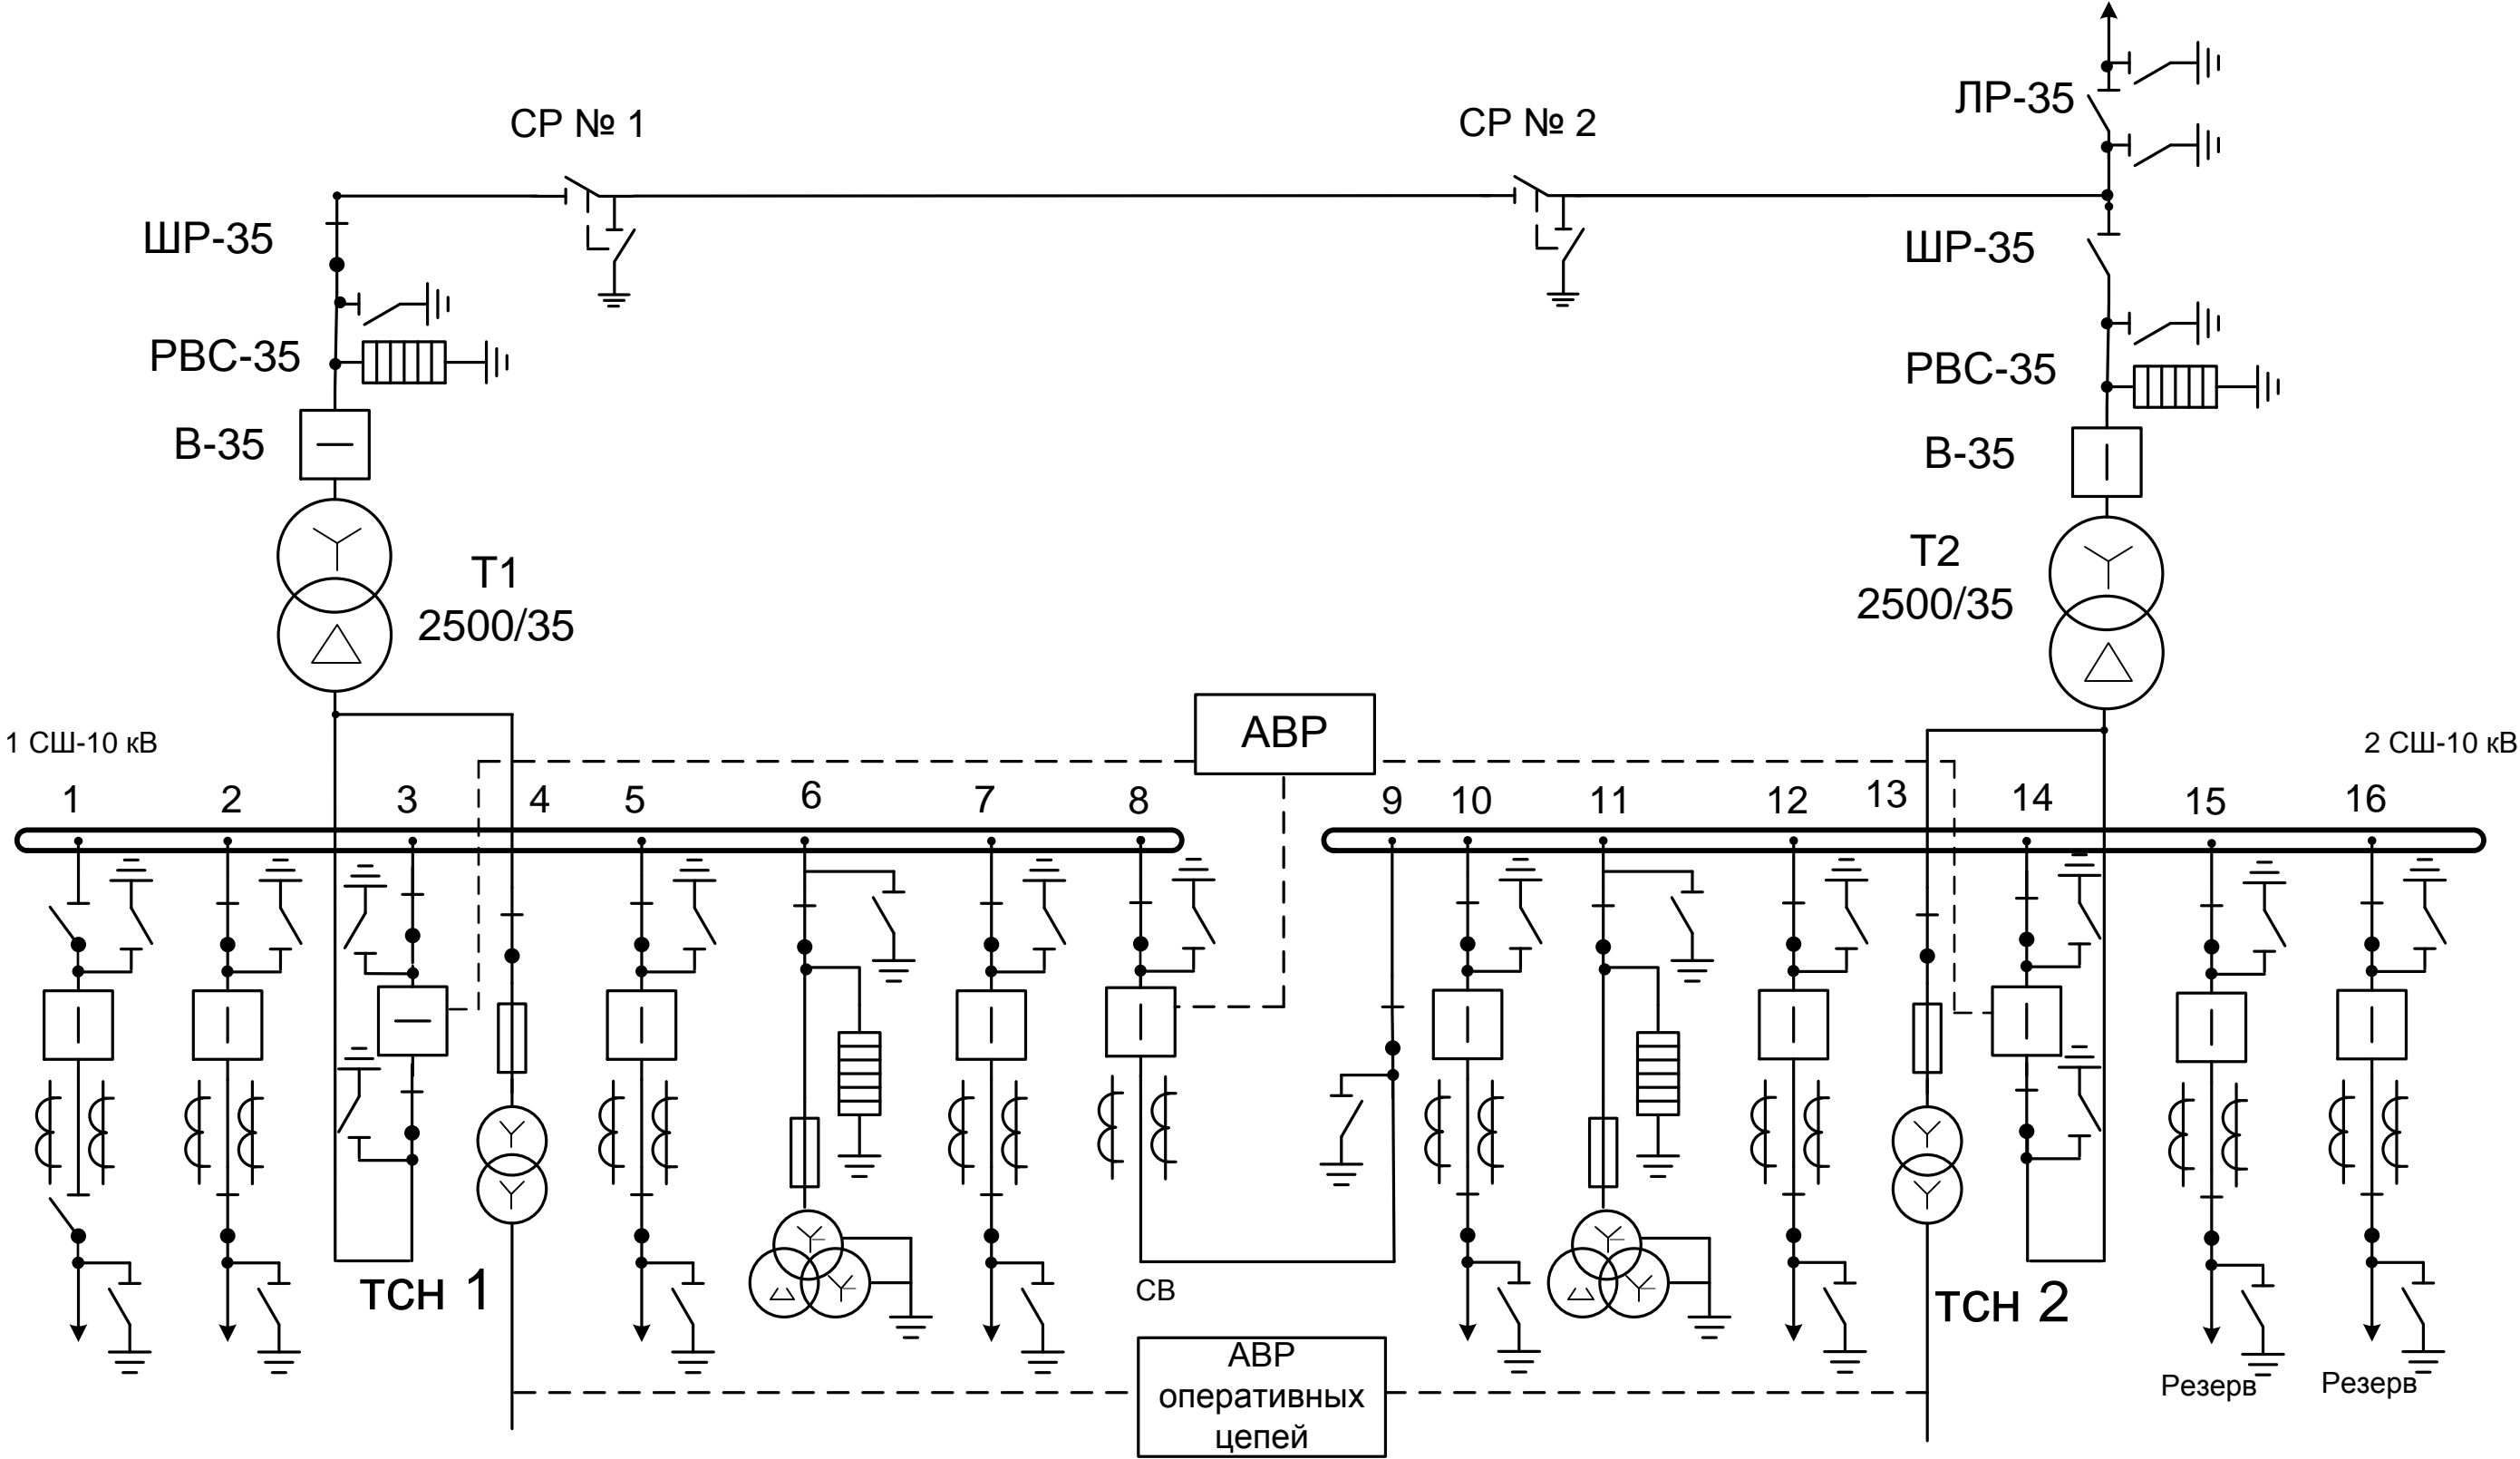 СР № 1
СР № 2
ЛР-35
ШР-35
ШР-35
РВС-35
РВС-35
В-35
В-35
Т1
2500/35
Т2
2500/35
АВР
1 СШ-10 кВ
2 СШ-10 кВ
1 2 3 4 5 6 7 8 9 10 11 12 13 14 15 16
тсн 1
СВ
тсн 2
АВР
оперативных
цепей
Резерв
Резерв